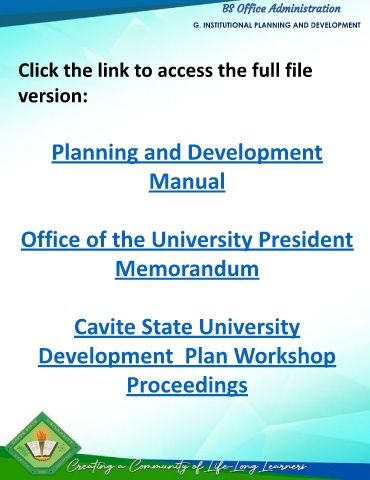 BS Office Administration
G. INSTITUTIONAL PLANNING AND DEVELOPMENT
Click the link to access the full file
version:
Planning and Development
Manual
Office of the University President
Memorandum
Cavite State University
Development  Plan Workshop
Proceedings
Creating a Community of Life-Long Learners